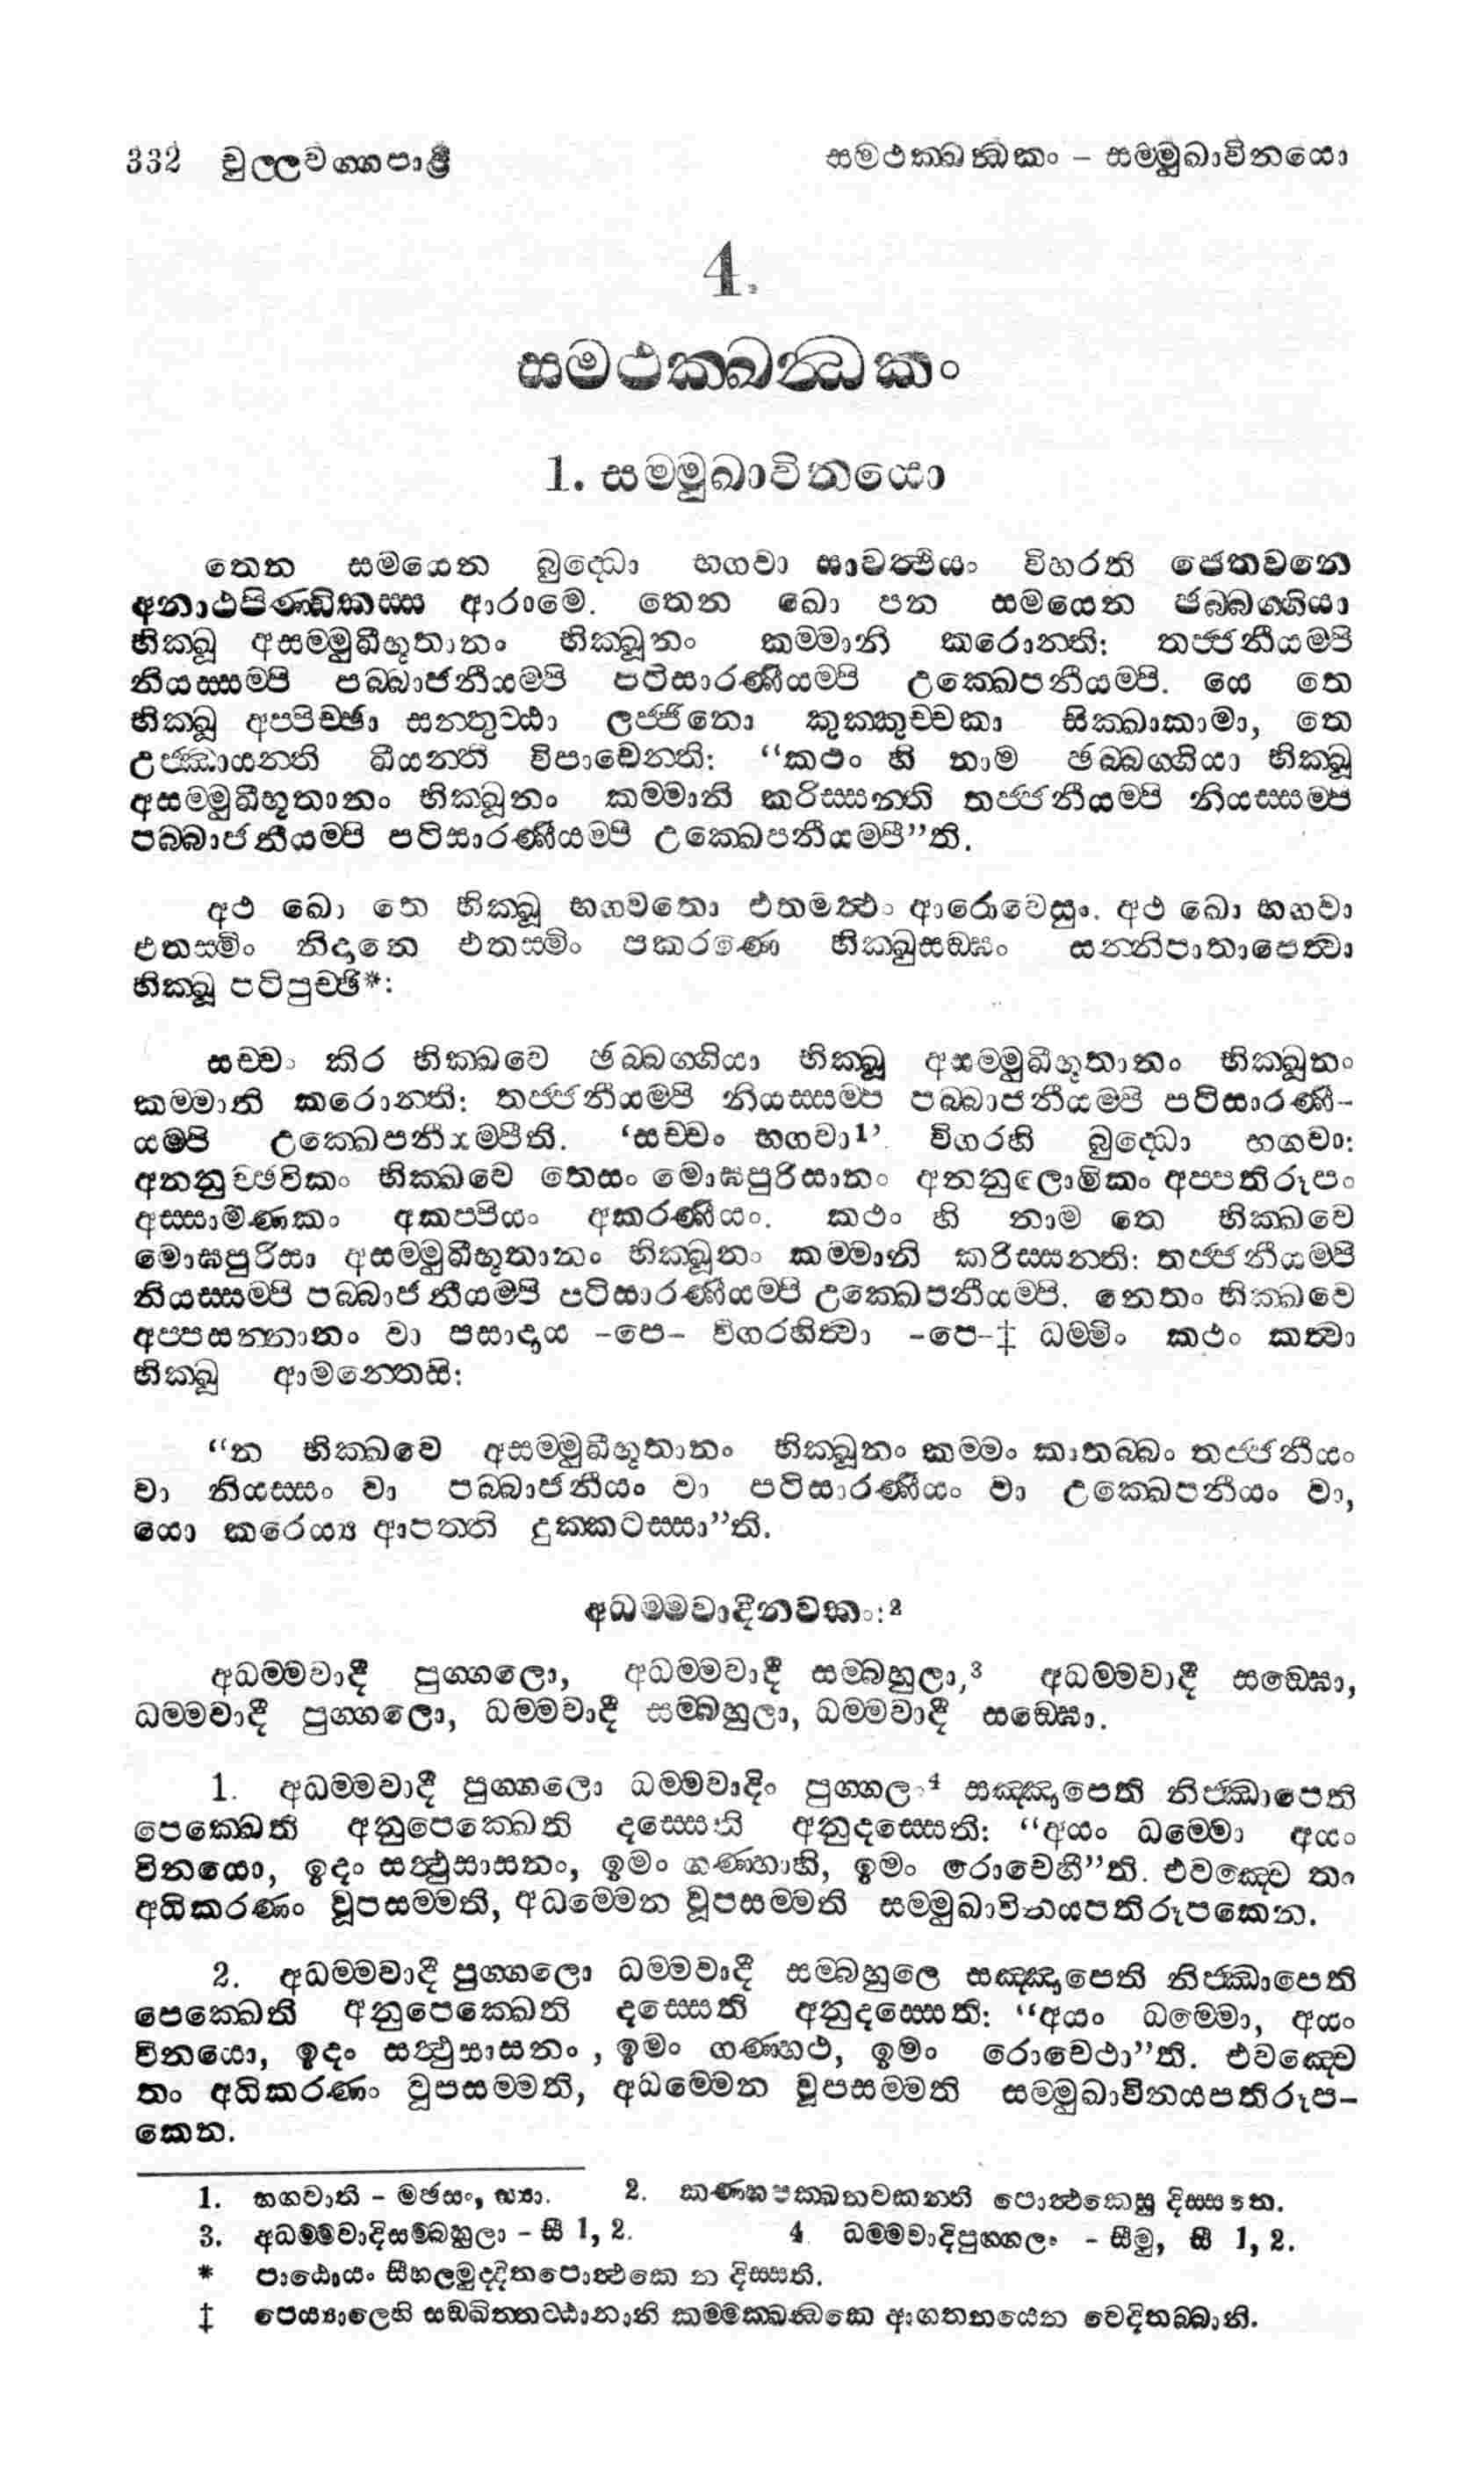 332 චුල්ලවග්ගපාළි
සමථක්ඛන්ධකං – සම්මුඛාවිනයො
4.
සමථක්ඛන්ධකං
1. සම්මුඛාවිනයො
තෙන සමයෙන බුද්ධො භගවා සාවත්ථියං විහරති ජෙතවනෙ
අනාථපිණ්ඩිකස්ස ආරාමෙ. තෙන ඛො පන සමයෙන ඡබ්බග්ගියා
භික්ඛූ අසම්මුඛීභූතානං භික්ඛූනං කම්මානි කරොන්ති: තජ්ජනීයම්පි
නියස්සම්පි පබ්බාජනීයම්පි පටිසාරණීයම්පි උක්ඛෙපනීයම්පි. යෙ තෙ
භික්ඛූ අප්පිච්ඡා සන්තුට්ඨා ලජ්ජිනො කුක්කුච්චකා සික්ඛාකාමා, තෙ
උජ්ඣායන්ති ඛීයන්ති විපාචෙන්ති: “කථං හි නාම ඡබ්බග්ගියා භික්ඛූ
අසම්මුඛීභූතානං භික්ඛූනං කම්මානි කරිස්සන්ති තජ්ජනීයම්පි නියස්සම්පි
පබ්බාජනීයම්පි පටිසාරණීයම්පි උක්ඛෙපනීයම්පී”ති.
අථ ඛො තෙ භික්ඛූ භගවතො එතමත්ථං ආරොචෙසුං. අථ ඛො භගවා
එතස්මිං නිදානෙ එතස්මිං පකරණෙ භික්ඛුසඞ්ඝං සන්නිපාතාපෙත්වා
භික්ඛූ පටිපුච්ඡි*:
සච්චං කිර භික්ඛවෙ ඡබ්බග්ගියා භික්ඛූ අසම්මුඛීභූතානං භික්ඛූනං
කම්මානි කරොන්ති: තජ්ජනීයම්පි නියස්සම්පි පබ්බාජනීයම්පි පටිසාරණී-
යම්පි උක්ඛෙපනීයම්පීති. ‘සච්චං භගවා1’. විගරහි බුද්ධො භගවා:
අනනුච්ඡවිකං භික්ඛවෙ තෙසං මොඝපුරිසානං අනනුලොමිකං අප්පතිරූපං
අස්සාමණකං අකප්පියං අකරණීයං. කථං හි නාම තෙ භික්ඛවෙ
මොඝපුරිසා අසම්මුඛීභූතානං භික්ඛූනං කම්මානි කරිස්සන්ති: තජ්ජනීයම්පි
නියස්සම්පි පබ්බාජනීයම්පි පටිසාරණීයම්පි උක්ඛෙපනීයම්පි. නෙතං භික්ඛවෙ
අප්පසන්නානං වා පසාදාය -පෙ- විගරහිත්වා -පෙ-‡ ධම්මිං කථං කත්වා
භික්ඛූ ආමන්තෙසි:
“න භික්ඛවෙ අසම්මුඛීභූතානං භික්ඛූනං කම්මං කාතබ්බං තජ්ජනීයං
වා නියස්සං වා පබ්බාජනීයං වා පටිසාරණීයං වා උක්ඛෙපනීයං වා,
යො කරෙය්‍ය ආපත්ති දුක්කටස්සා”ති.
අධම්මවාදීනවකං:2
අධම්මවාදී පුග්ගලො, අධම්මවාදී සම්බහුලා,3 අධම්මවාදී සඞ්ඝො,
ධම්මවාදී පුග්ගලො, ධම්මවාදී සම්බහුලා, ධම්මවාදී සඞ්ඝො.
1. අධම්මවාදී පුග්ගලො ධම්මවාදිං පුග්ගලං4 සඤ්ඤාපෙති නිජ්ඣාපෙති
පෙක්ඛෙති අනුපෙක්ඛෙති දස්සෙති අනුදස්සෙති: “අයං ධම්මො අයං
විනයො, ඉදං සත්ථුසාසනං, ඉමං ගණ්හාහි, ඉමං රොචෙහී”ති. එවඤ්චෙ තං
අධිකරණං වූපසම්මති, අධම්මෙන වූපසම්මති සම්මුඛාවිනයපතිරූපකෙන.
2. අධම්මවාදී පුග්ගලො ධම්මවාදී සම්බහුලෙ සඤ්ඤාපෙති නිජ්ඣාපෙති
පෙක්ඛෙති අනුපෙක්ඛෙති දස්සෙති අනුදස්සෙති: “අයං ධම්මො, අයං
විනයො, ඉදං සත්ථුසාසනං, ඉමං ගණ්හථ, ඉමං රොචෙථා”ති. එවඤ්චෙ
තං අධිකරණං වූපසම්මති, අධම්මෙන වූපසම්මති සම්මුඛාවිනයපතිරූප-
කෙන.
1. භගවාති – මඡසං, ස්‍යා. 2. කණ්හපක්ඛනවකන්ති පොත්ථකෙසු දිස්සතෙ.
3. අධම්මවාදිසම්බහුලා – සී 1, 2. 4. ධම්මවාදිපුග්ගලං – සීමු, සී 1, 2.
* පාඨොයං සීහලමුද්දිතපොත්ථකෙ න දිස්සති.
‡ පෙය්‍යාලෙහි සඞ්ඛිත්තට්ඨානානි කම්මක්ඛන්ධකෙ ආගතනයෙන වෙදිතබ්බානි.